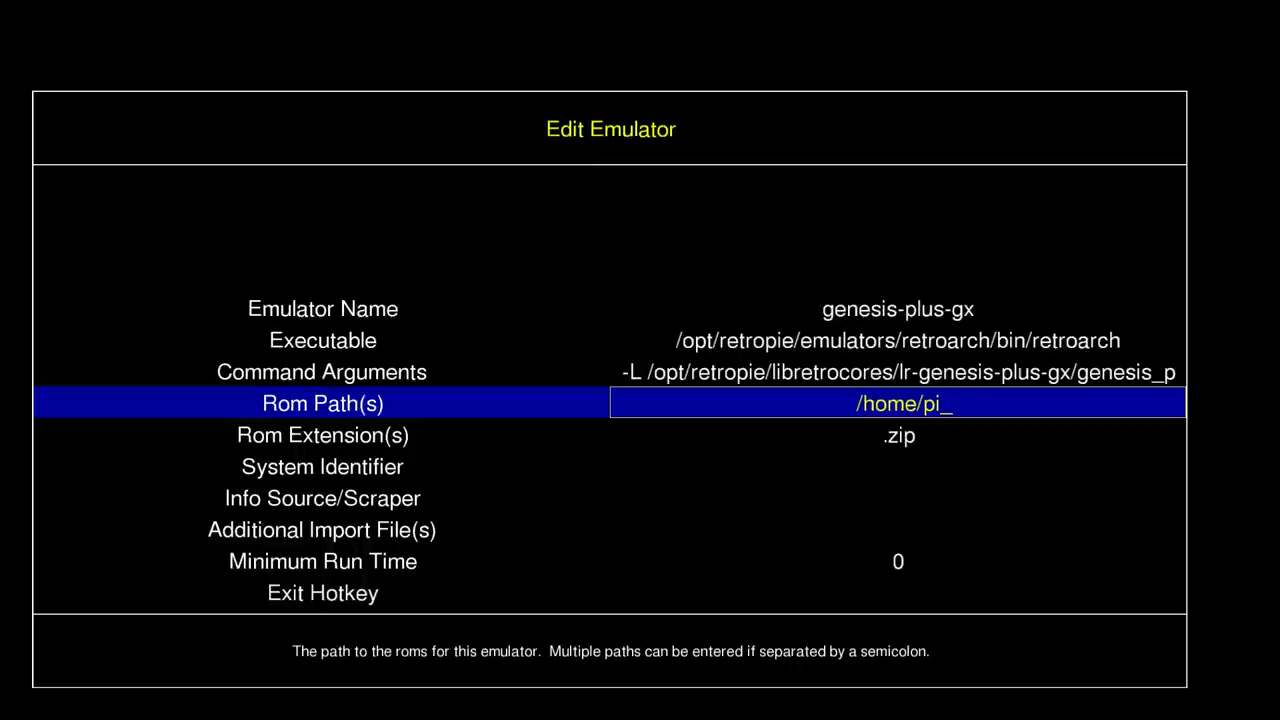 Edit Emulator
Emulator Name genesis-plus-gx
Executable /opt/retropie/emulators/retroarch/bin/retroarch
Command Arguments -L /opt/retropie/libretrocores/lr-genesis-plus-gx/genesis_p
Rom Path(s) /home/pi_
Rom Extension(s) .zip
System Identifier
Info Source/Scraper
Additional Import File(s)
Minimum Run Time 0
Exit Hotkey
The path to the roms for this emulator. Multiple paths can be entered if separated by a semicolon.